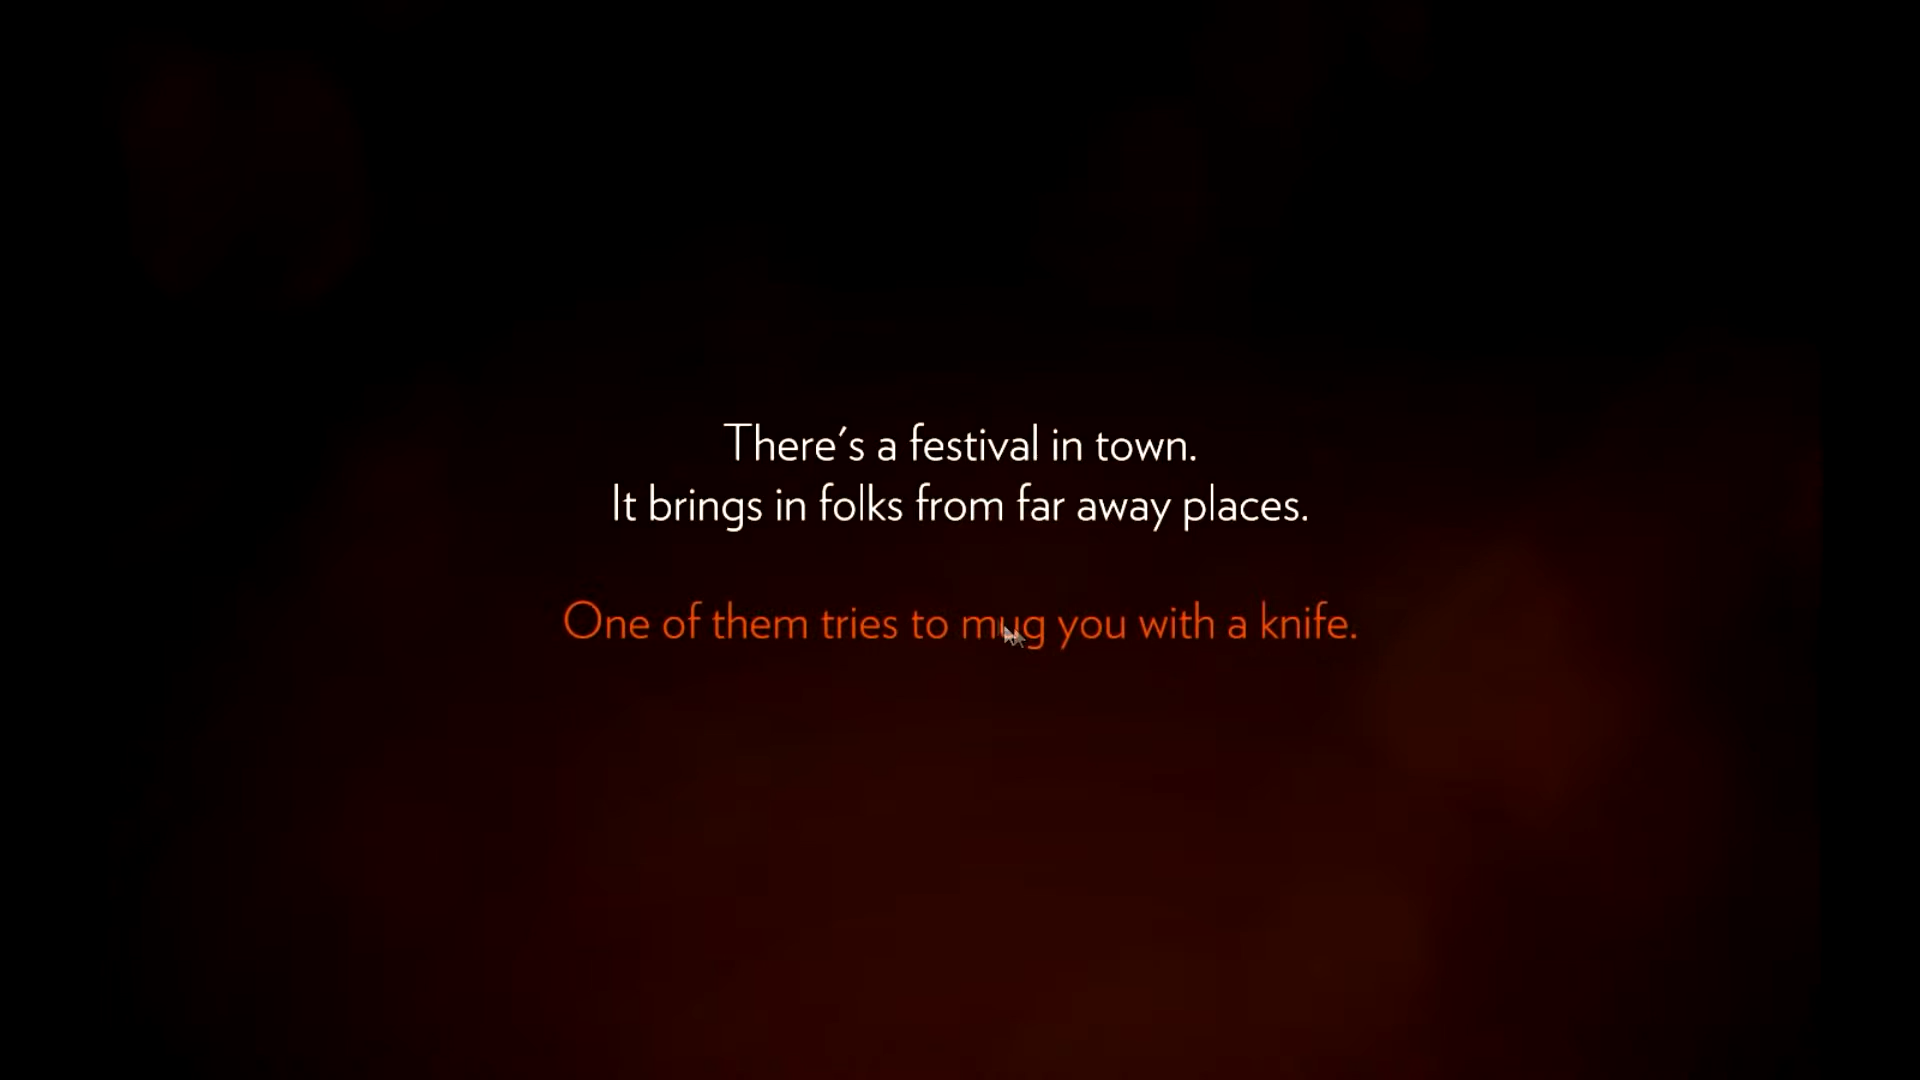 There's a festival in town.
It brings in folks from far away places.
One of them tries to mug you with a knife.